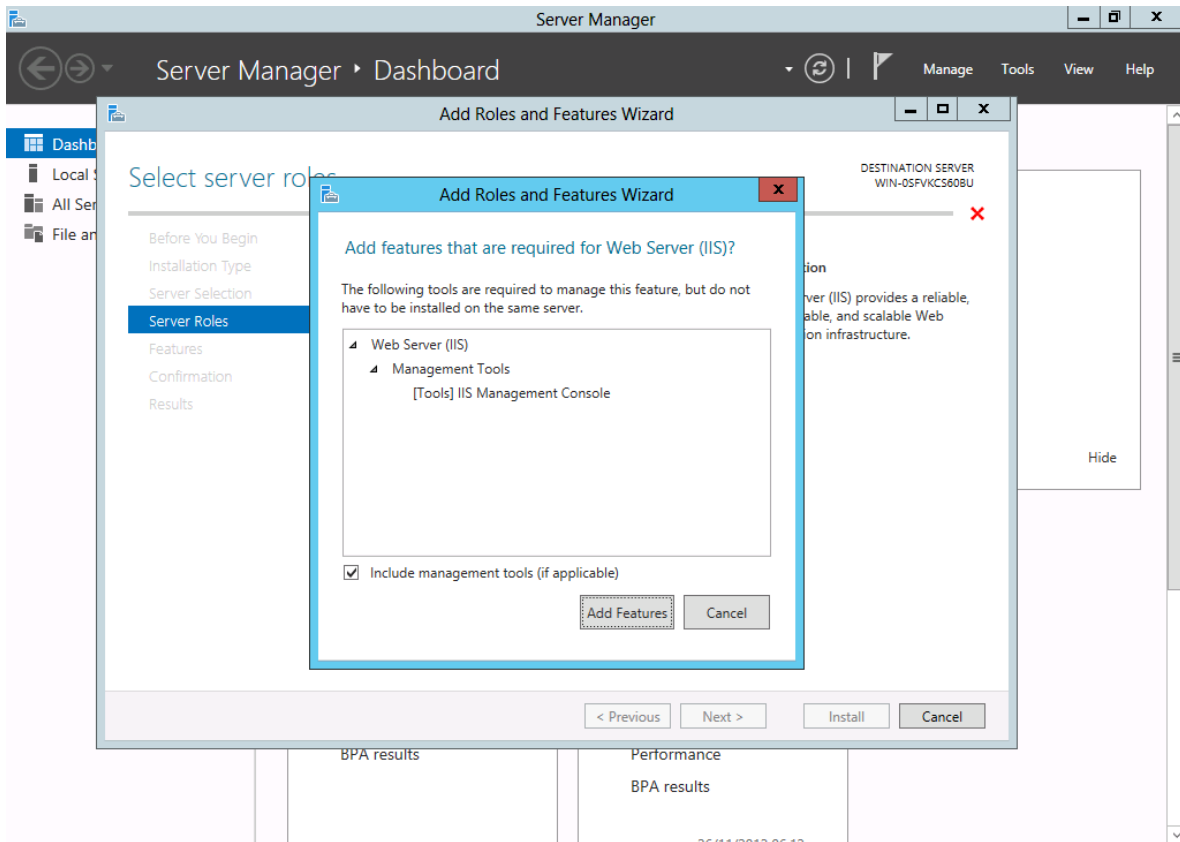 Server Manager
Server Manager ‣ Dashboard
Manage Tools View Help
Add Roles and Features Wizard
Dashb
Local
All Ser
File an
Select server roles
DESTINATION SERVER
WIN-0SFVKCS60BU
Before You Begin
Installation Type
Server Selection
Server Roles
Features
Confirmation
Results
Add Roles and Features Wizard
Add features that are required for Web Server (IIS)?
The following tools are required to manage this feature, but do not
have to be installed on the same server.
Web Server (IIS)
Management Tools
[Tools] IIS Management Console
Include management tools (if applicable)
Add Features Cancel
tion
rver (IIS) provides a reliable,
able, and scalable Web
ion infrastructure.
Hide
< Previous Next > Install Cancel
BPA results
Performance
BPA results